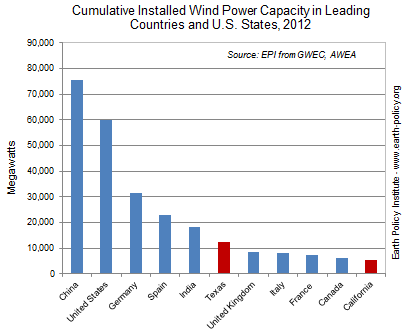 Cumulative Installed Wind Power Capacity in Leading
Countries and U.S. States, 2012
Source: EPI from GWEC, AWEA
Megawatts
90,000
80,000
70,000
60,000
50,000
40,000
30,000
20,000
10,000
0
China
United States
Germany
Spain
India
Texas
United Kingdom
Italy
France
Canada
California
Earth Policy Institute - www.earth-policy.org